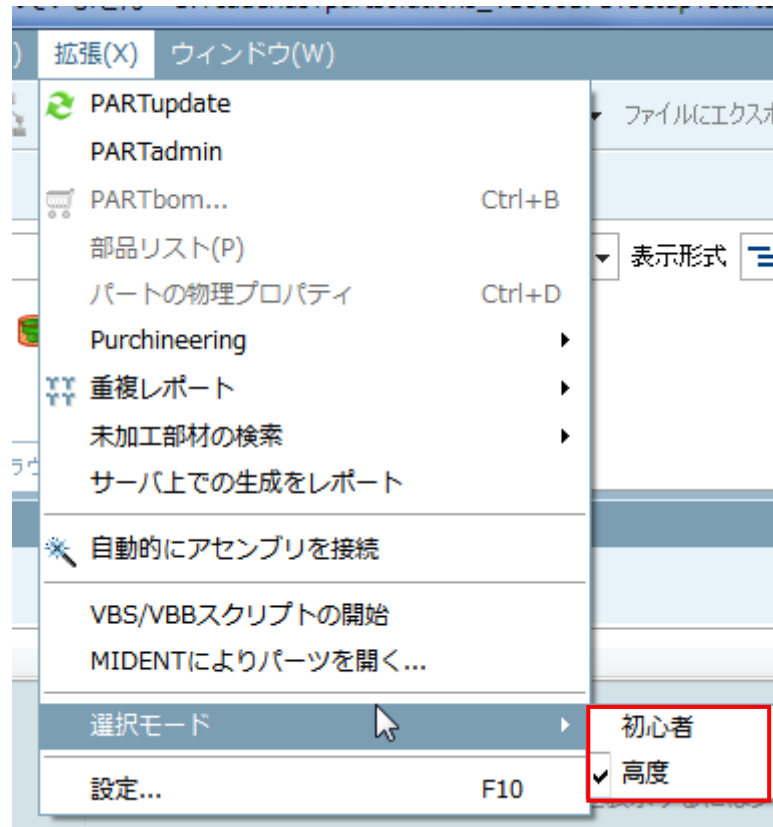 拡張(X) ウィンドウ(W)
PARTupdate
ファイルにエクスポ
PARTadmin
PARTbom... Ctrl+B
部品リスト(P)
表示形式
パートの物理プロパティ Ctrl+D
Purchineering
重複レポート
未加工部材の検索
サーバ上での生成をレポート
自動的にアセンブリを接続
VBS/VBBスクリプトの開始
MIDENTによりパーツを開く...
選択モード
初心者
高度
設定... F10